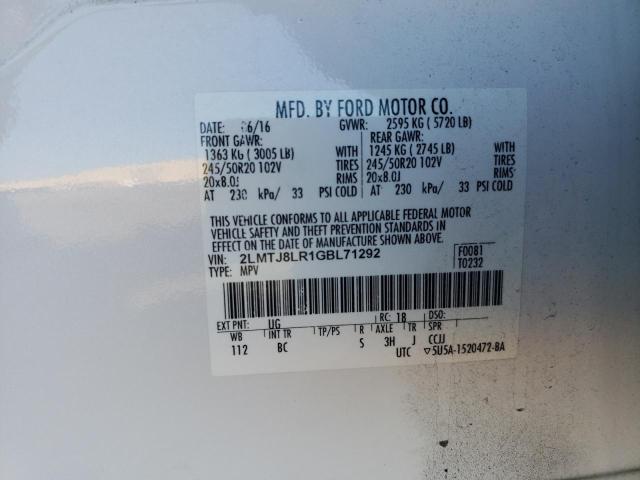 MFD. BY FORD MOTOR CO.
DATE: 6/16 GVWR: 2595 KG ( 5720 LB)
FRONT GAWR: REAR GAWR:
1363 KG ( 3005 LB) WITH 1245 KG ( 2745 LB) WITH
245/50R20 102V TIRES 245/50R20 102V TIRES
20x8.0J RIMS 20x8.0J RIMS
AT 230 kPa/ 33 PSI COLD AT 230 kPa/ 33 PSI COLD
THIS VEHICLE CONFORMS TO ALL APPLICABLE FEDERAL MOTOR
VEHICLE SAFETY AND THEFT PREVENTION STANDARDS IN
EFFECT ON THE DATE OF MANUFACTURE SHOWN ABOVE.
VIN: 2LMTJ8LR1GBL71292 F0081
TYPE: MPV T0232
EXT PNT: UG RC: 18 DSO:
WB INT TR TP/PS R AXLE TR SPR
112 BC S 3H J CCJJ
UTC ▽5U5A-1520472-BA